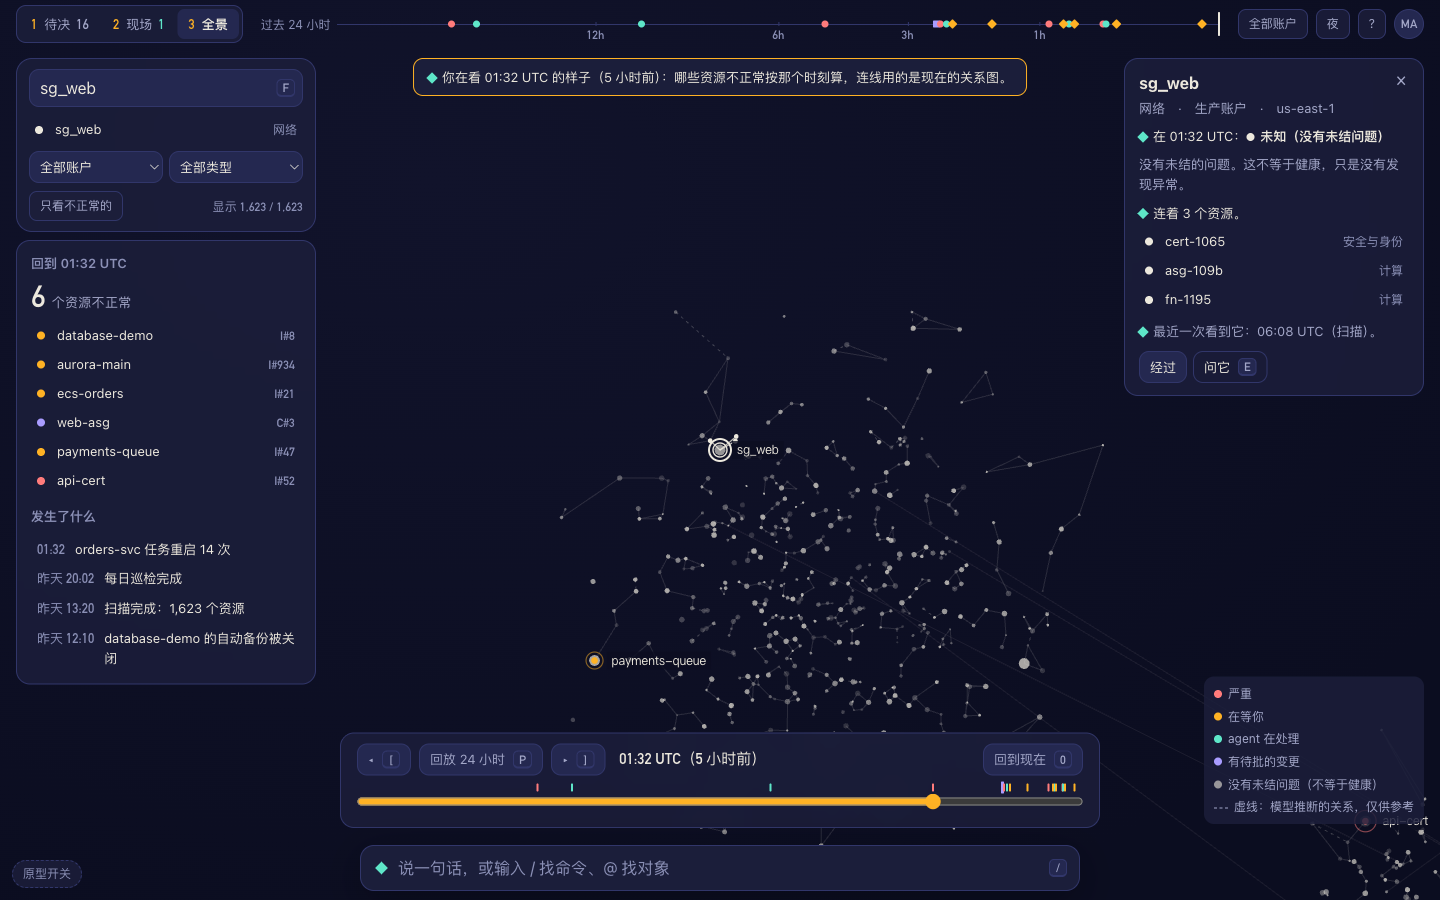 1 待决 16 2 现场 1 3 全景
过去 24 小时
12h 6h 3h 1h
全部账户 夜 ? MA
sg_web F
sg_web 网络
全部账户 全部类型
只看不正常的 显示 1,623 / 1,623
回到 01:32 UTC
6 个资源不正常
database-demo I#8
aurora-main I#934
ecs-orders I#21
web-asg C#3
payments-queue I#47
api-cert I#52
发生了什么
01:32 orders-svc 任务重启 14 次
昨天 20:02 每日巡检完成
昨天 13:20 扫描完成：1,623 个资源
昨天 12:10 database-demo 的自动备份被关
闭
你在看 01:32 UTC 的样子（5 小时前）：哪些资源不正常按那个时刻算，连线用的是现在的关系图。
sg_web
payments-queue
sg_web ×
网络 · 生产账户 · us-east-1
在 01:32 UTC： 未知（没有未结问题）
没有未结的问题。这不等于健康，只是没有发
现异常。
连着 3 个资源。
cert-1065 安全与身份
asg-109b 计算
fn-1195 计算
最近一次看到它：06:08 UTC（扫描）。
经过 问它 E
严重
在等你
agent 在处理
有待批的变更
没有未结问题（不等于健康）
虚线：模型推断的关系，仅供参考
api-cert
[ 回放 24 小时 P ] 01:32 UTC（5 小时前） 回到现在 0
说一句话，或输入 / 找命令、@ 找对象 /
原型开关